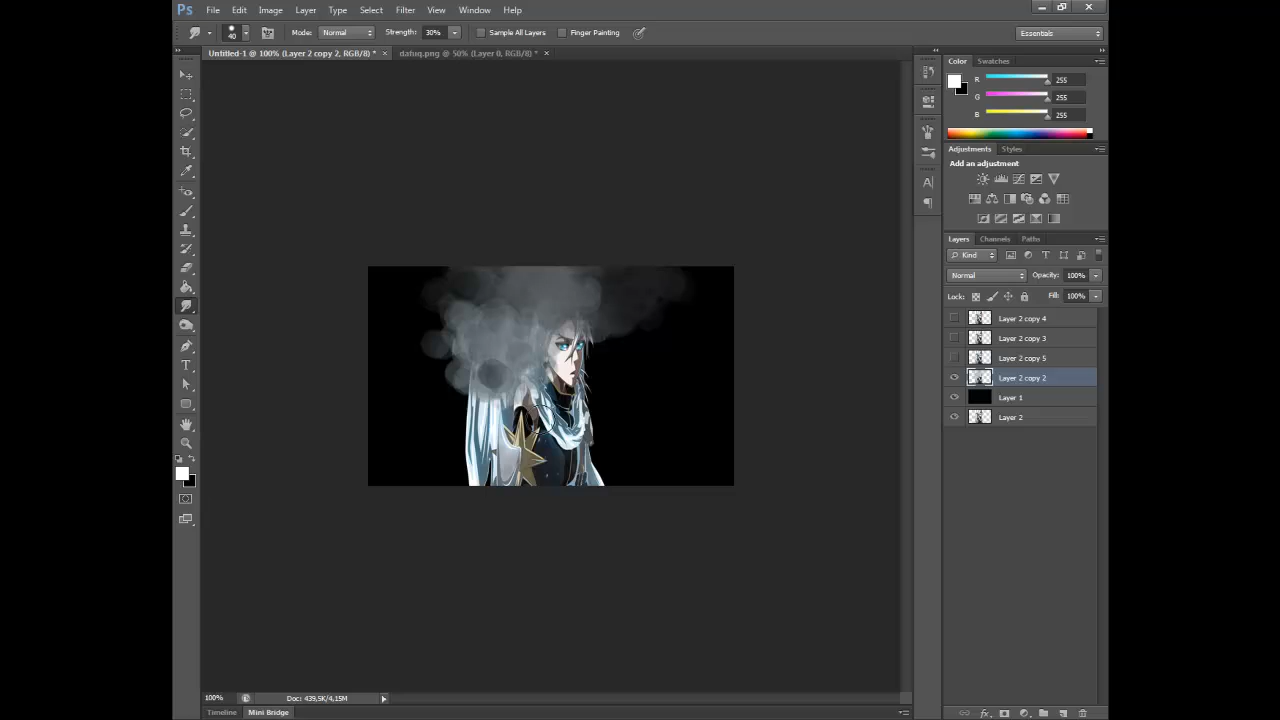 Ps File Edit Image Layer Type Select Filter View Window Help
40 Mode: Normal Strength: 30% Sample All Layers Finger Painting Essentials
Untitled-1 @ 100% (Layer 2 copy 2, RGB/8) * × dafuq.png @ 50% (Layer 0, RGB/8) * ×
Color Swatches
R 255
G 255
B 255
Adjustments Styles
Add an adjustment
Layers Channels Paths
Kind T
Normal Opacity: 100%
Lock: Fill: 100%
Layer 2 copy 4
Layer 2 copy 3
Layer 2 copy 5
Layer 2 copy 2
Layer 1
Layer 2
100% Doc: 439,5K/4,15M
Timeline Mini Bridge
fx